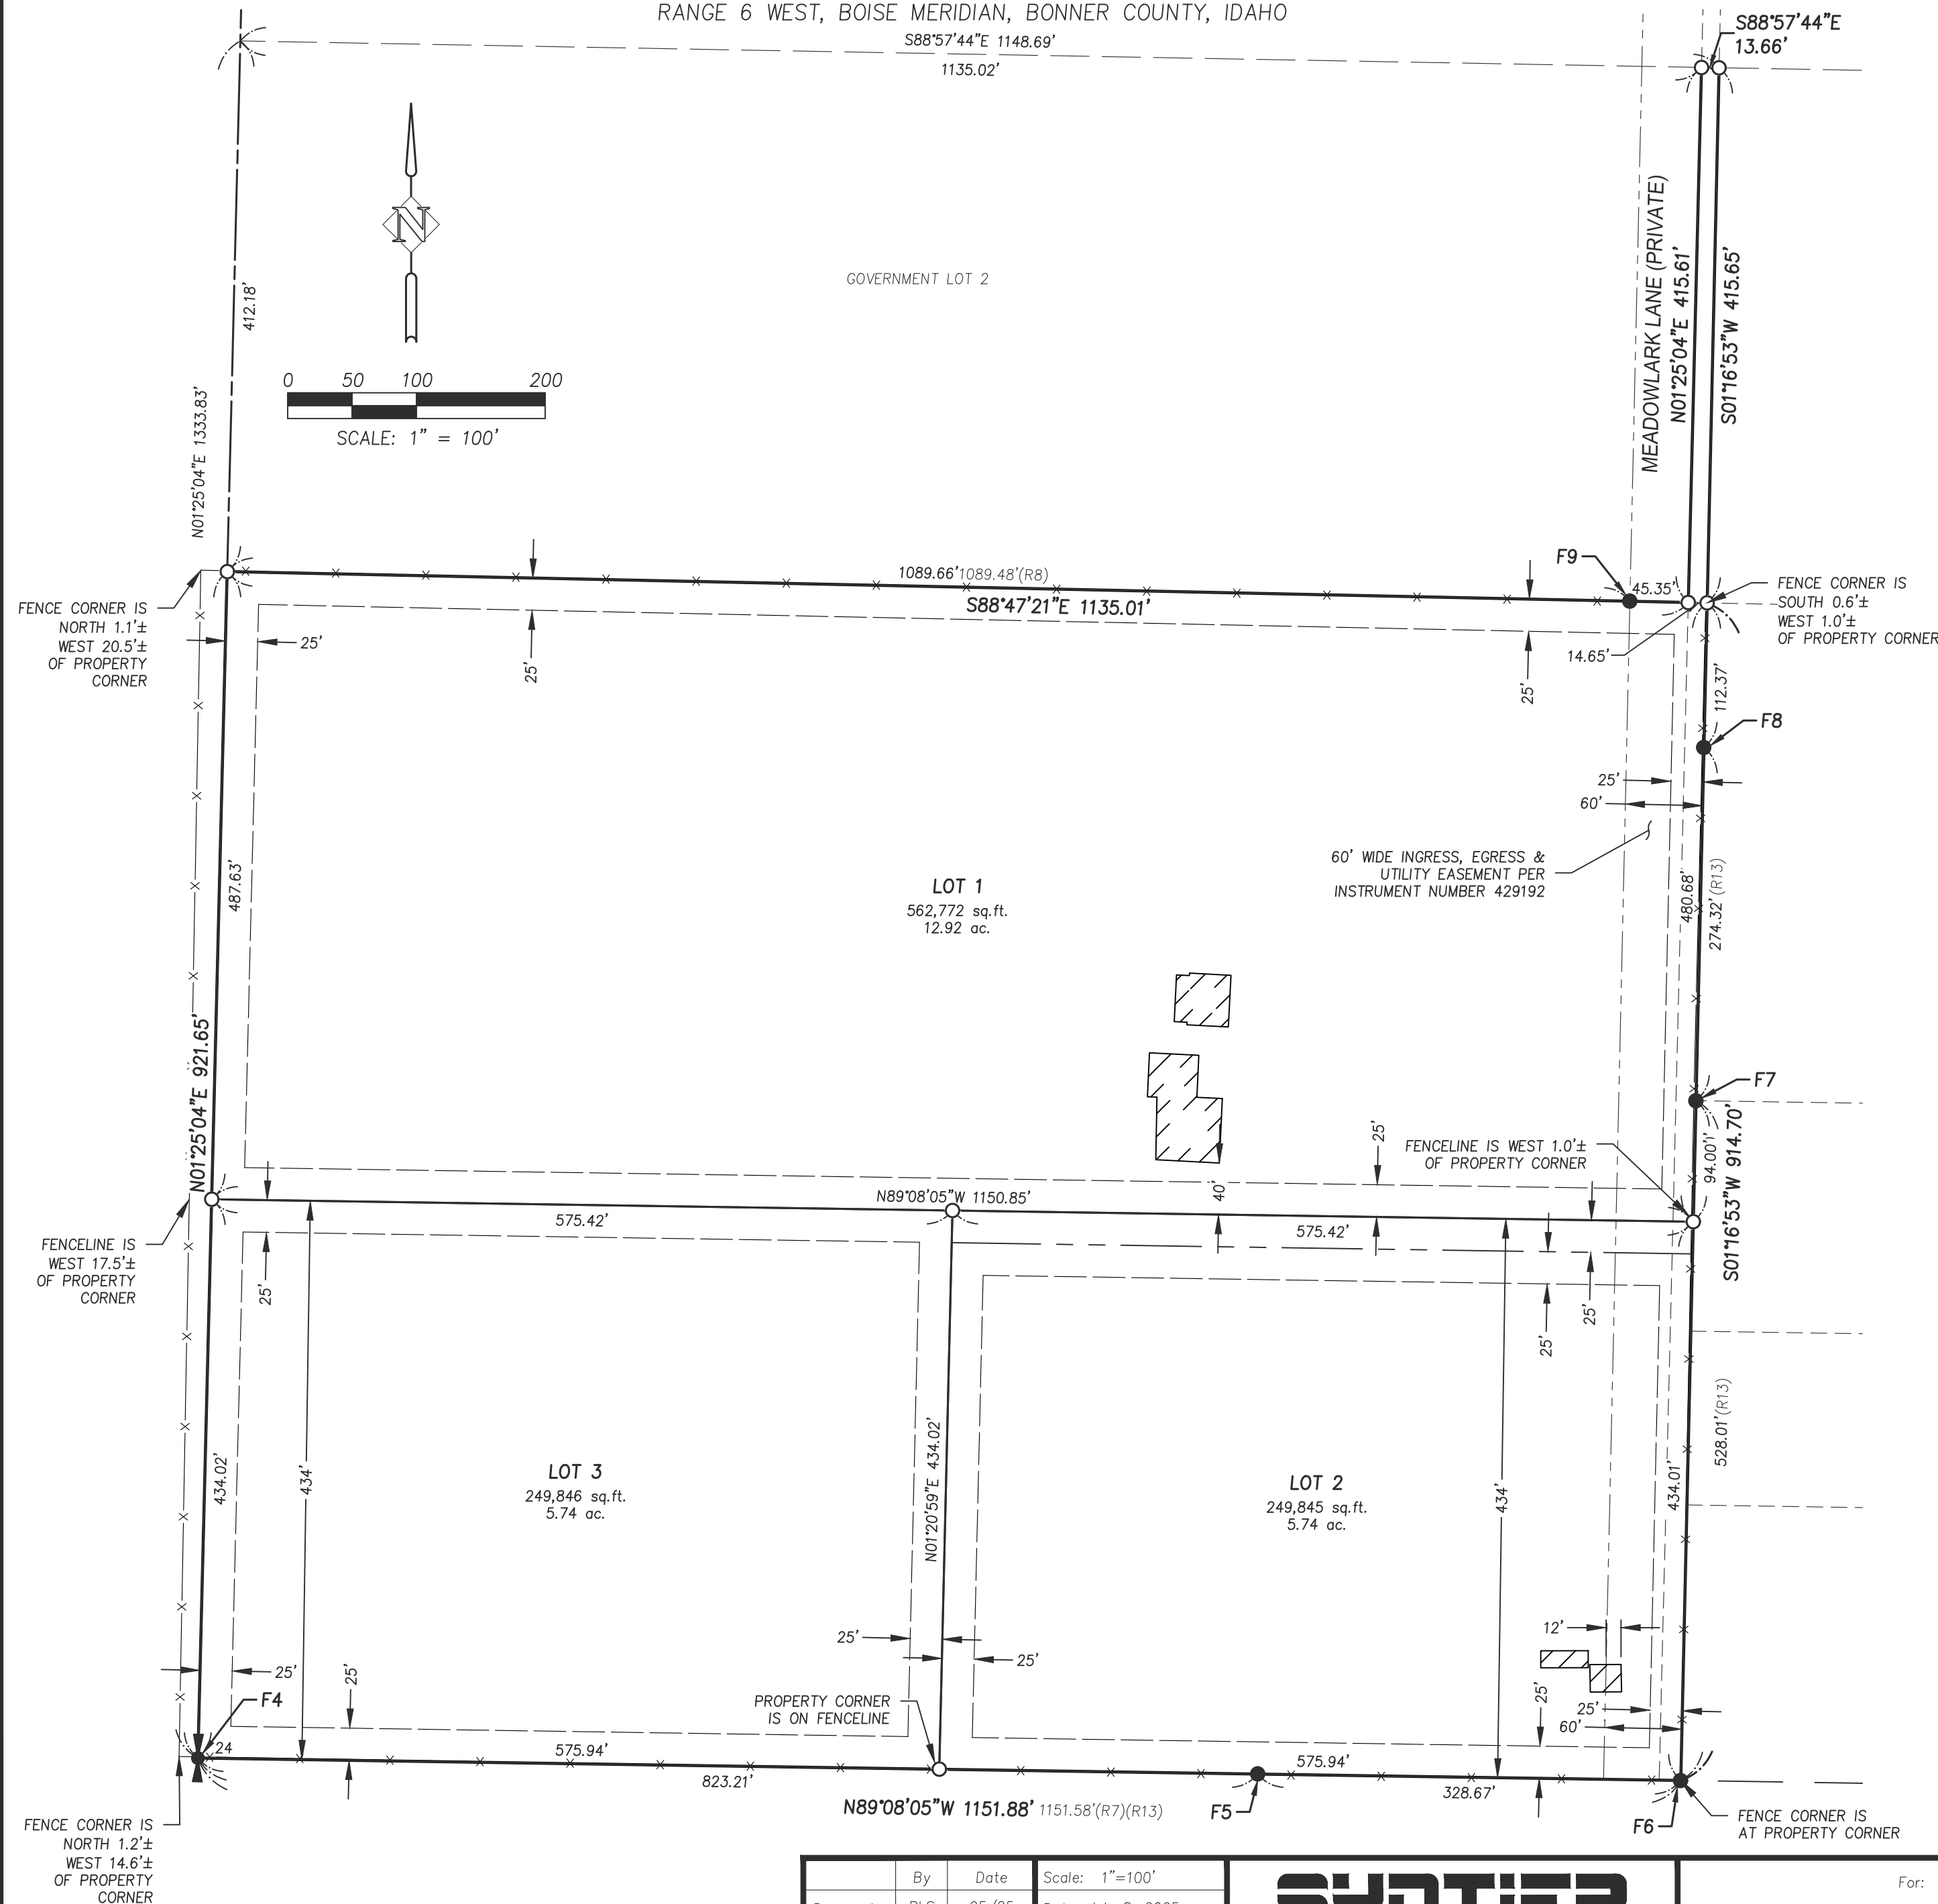 RANGE 6 WEST, BOISE MERIDIAN, BONNER COUNTY, IDAHO
S88°57'44"E 1148.69'
1135.02'
S88°57'44"E
13.66'
412.18'
N01°25'04"E 1333.83'
N
0 50 100 200
SCALE: 1" = 100'
GOVERNMENT LOT 2
MEADOWLARK LANE (PRIVATE)
N01°25'04"E 415.61'
S01°16'53"W 415.65'
FENCE CORNER IS
NORTH 1.1'±
WEST 20.5'±
OF PROPERTY
CORNER
1089.66' 1089.48'(R8)
S88°47'21"E 1135.01'
F9
45.35'
14.65'
FENCE CORNER IS
SOUTH 0.6'±
WEST 1.0'±
OF PROPERTY CORNER
25'
25'
25'
112.37'
F8
25'
60'
60' WIDE INGRESS, EGRESS &
UTILITY EASEMENT PER
INSTRUMENT NUMBER 429192
487.63'
LOT 1
562,772 sq.ft.
12.92 ac.
480.68'
274.32'(R13)
N01°25'04"E 921.65'
F7
94.00'
S01°16'53"W 914.70'
FENCELINE IS WEST 1.0'±
OF PROPERTY CORNER
25'
40'
N89°08'05"W 1150.85'
575.42'
575.42'
FENCELINE IS
WEST 17.5'±
OF PROPERTY
CORNER
25'
25'
25'
434.02'
434'
LOT 3
249,846 sq.ft.
5.74 ac.
N01°20'59"E 434.02'
LOT 2
249,845 sq.ft.
5.74 ac.
434'
434.01'
528.01'(R13)
12'
25'
25'
25'
25'
25'
25'
60'
F4
24
PROPERTY CORNER
IS ON FENCELINE
575.94'
575.94'
823.21'
328.67'
N89°08'05"W 1151.88' 1151.58'(R7)(R13)
F5
F6
FENCE CORNER IS
AT PROPERTY CORNER
FENCE CORNER IS
NORTH 1.2'±
WEST 14.6'±
OF PROPERTY
CORNER
By Date
Scale: 1"=100'
For: